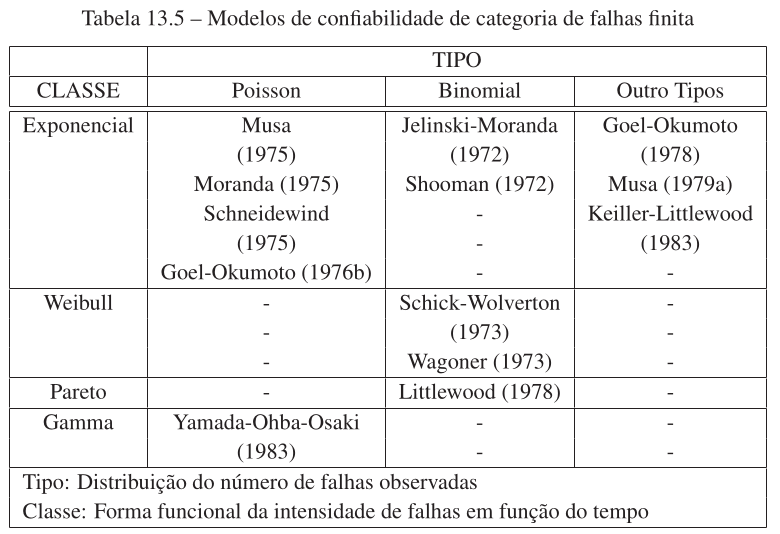 Tabela 13.5 – Modelos de confiabilidade de categoria de falhas finita
TIPO
CLASSE Poisson Binomial Outro Tipos
Exponencial Musa Jelinski-Moranda Goel-Okumoto
(1975) (1972) (1978)
Moranda (1975) Shooman (1972) Musa (1979a)
Schneidewind - Keiller-Littlewood
(1975) - (1983)
Goel-Okumoto (1976b) - -
Weibull - Schick-Wolverton -
- (1973) -
- Wagoner (1973) -
Pareto - Littlewood (1978) -
Gamma Yamada-Ohba-Osaki - -
(1983) - -
Tipo: Distribuição do número de falhas observadas
Classe: Forma funcional da intensidade de falhas em função do tempo